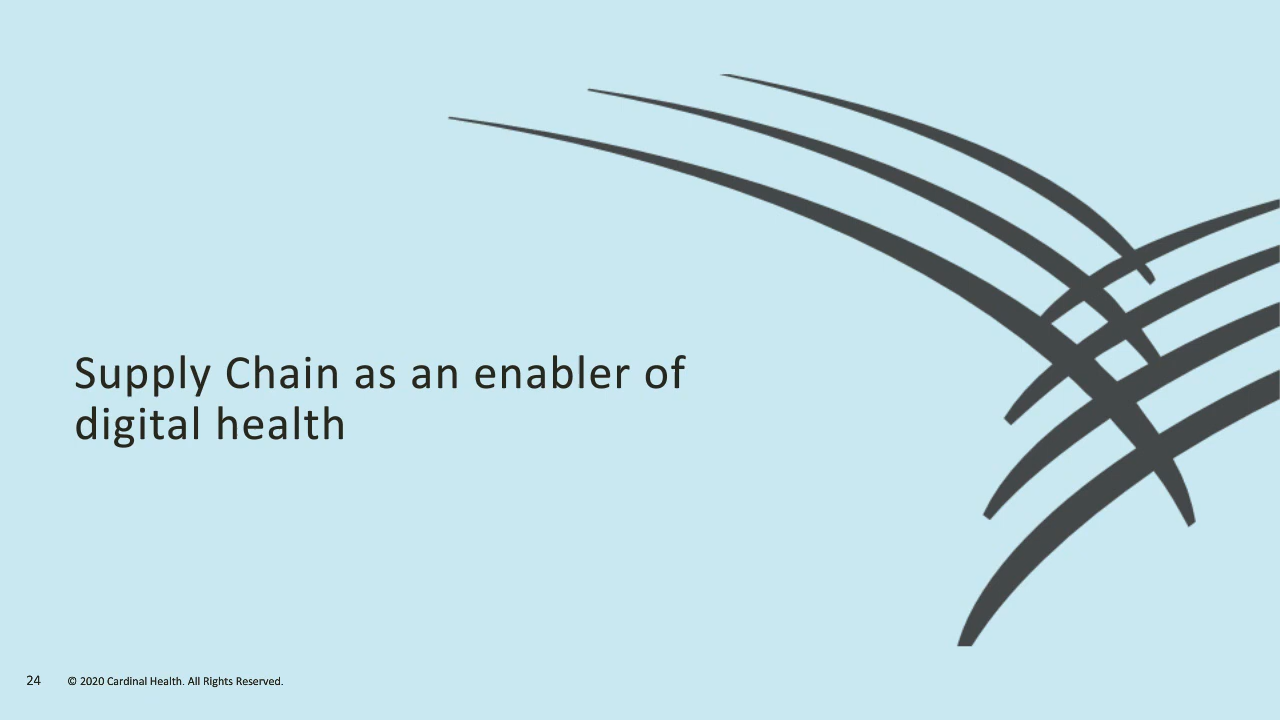 Supply Chain as an enabler of
digital health
24 © 2020 Cardinal Health. All Rights Reserved.